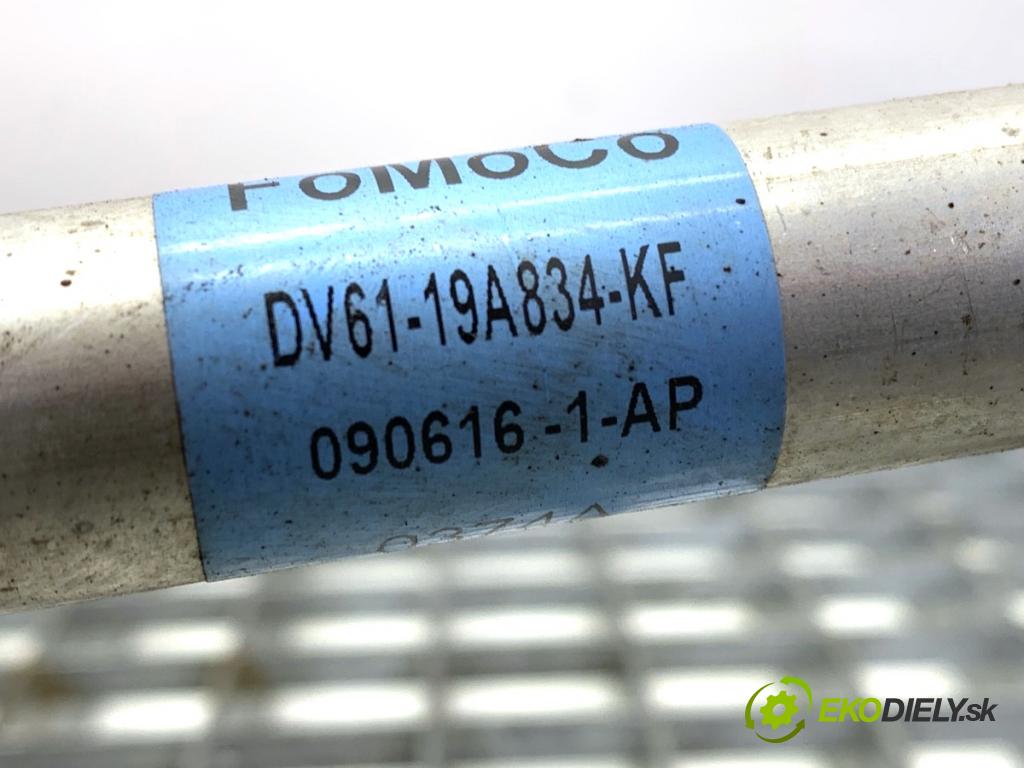 FoMoCo
DV61-19A834-KF
090616-1-AP
EKODIELY.sk